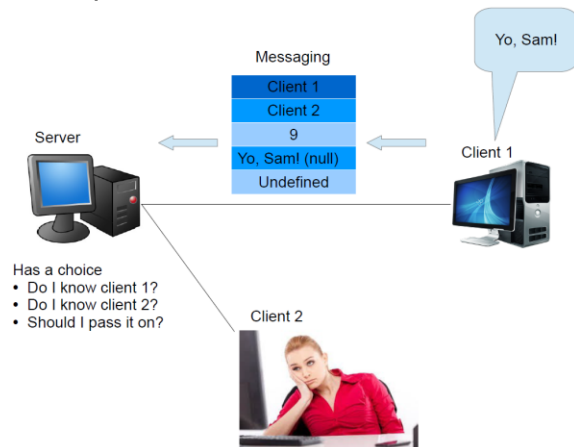 Yo, Sam!
Messaging
Client 1
Client 2
9
Yo, Sam! (null)
Undefined
Server
Client 1
Has a choice
• Do I know client 1?
• Do I know client 2?
• Should I pass it on?
Client 2